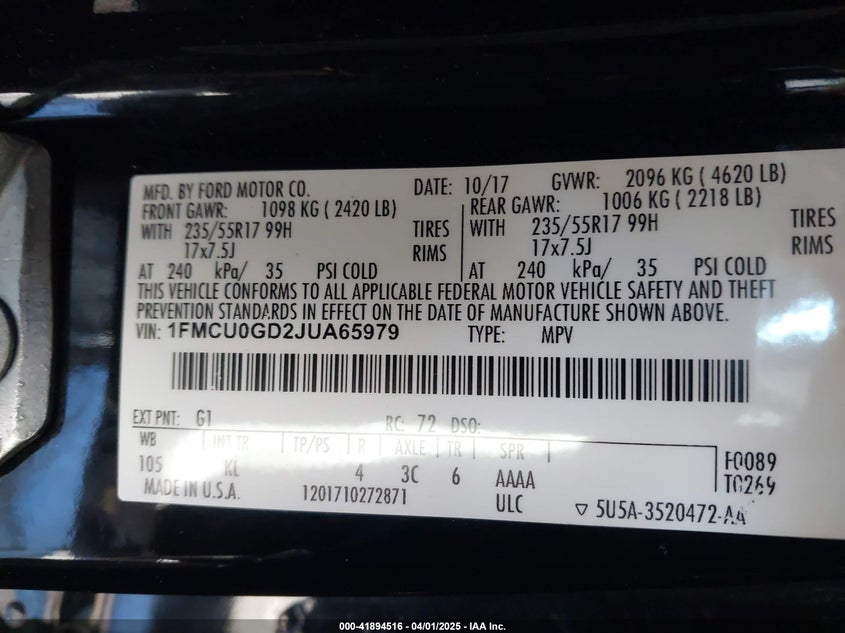 MFD. BY FORD MOTOR CO. DATE: 10/17 GVWR: 2096 KG ( 4620 LB)
FRONT GAWR: 1098 KG ( 2420 LB) REAR GAWR: 1006 KG ( 2218 LB)
WITH 235/55R17 99H TIRES WITH 235/55R17 99H TIRES
17x7.5J RIMS 17x7.5J RIMS
AT 240 kPa/ 35 PSI COLD AT 240 kPa/ 35 PSI COLD
THIS VEHICLE CONFORMS TO ALL APPLICABLE FEDERAL MOTOR VEHICLE SAFETY AND THEFT
PREVENTION STANDARDS IN EFFECT ON THE DATE OF MANUFACTURE SHOWN ABOVE.
VIN: 1FMCU0GD2JUA65979 TYPE: MPV
EXT PNT: G1 RC: 72 DSO:
WB INT TR TP/PS R AXLE TR SPR
105 KL 4 3C 6 AAAA F0089
MADE IN U.S.A. 1201710272871 ULC T0269
5U5A-3520472-AA
000-41894516 - 04/01/2025 - IAA Inc.